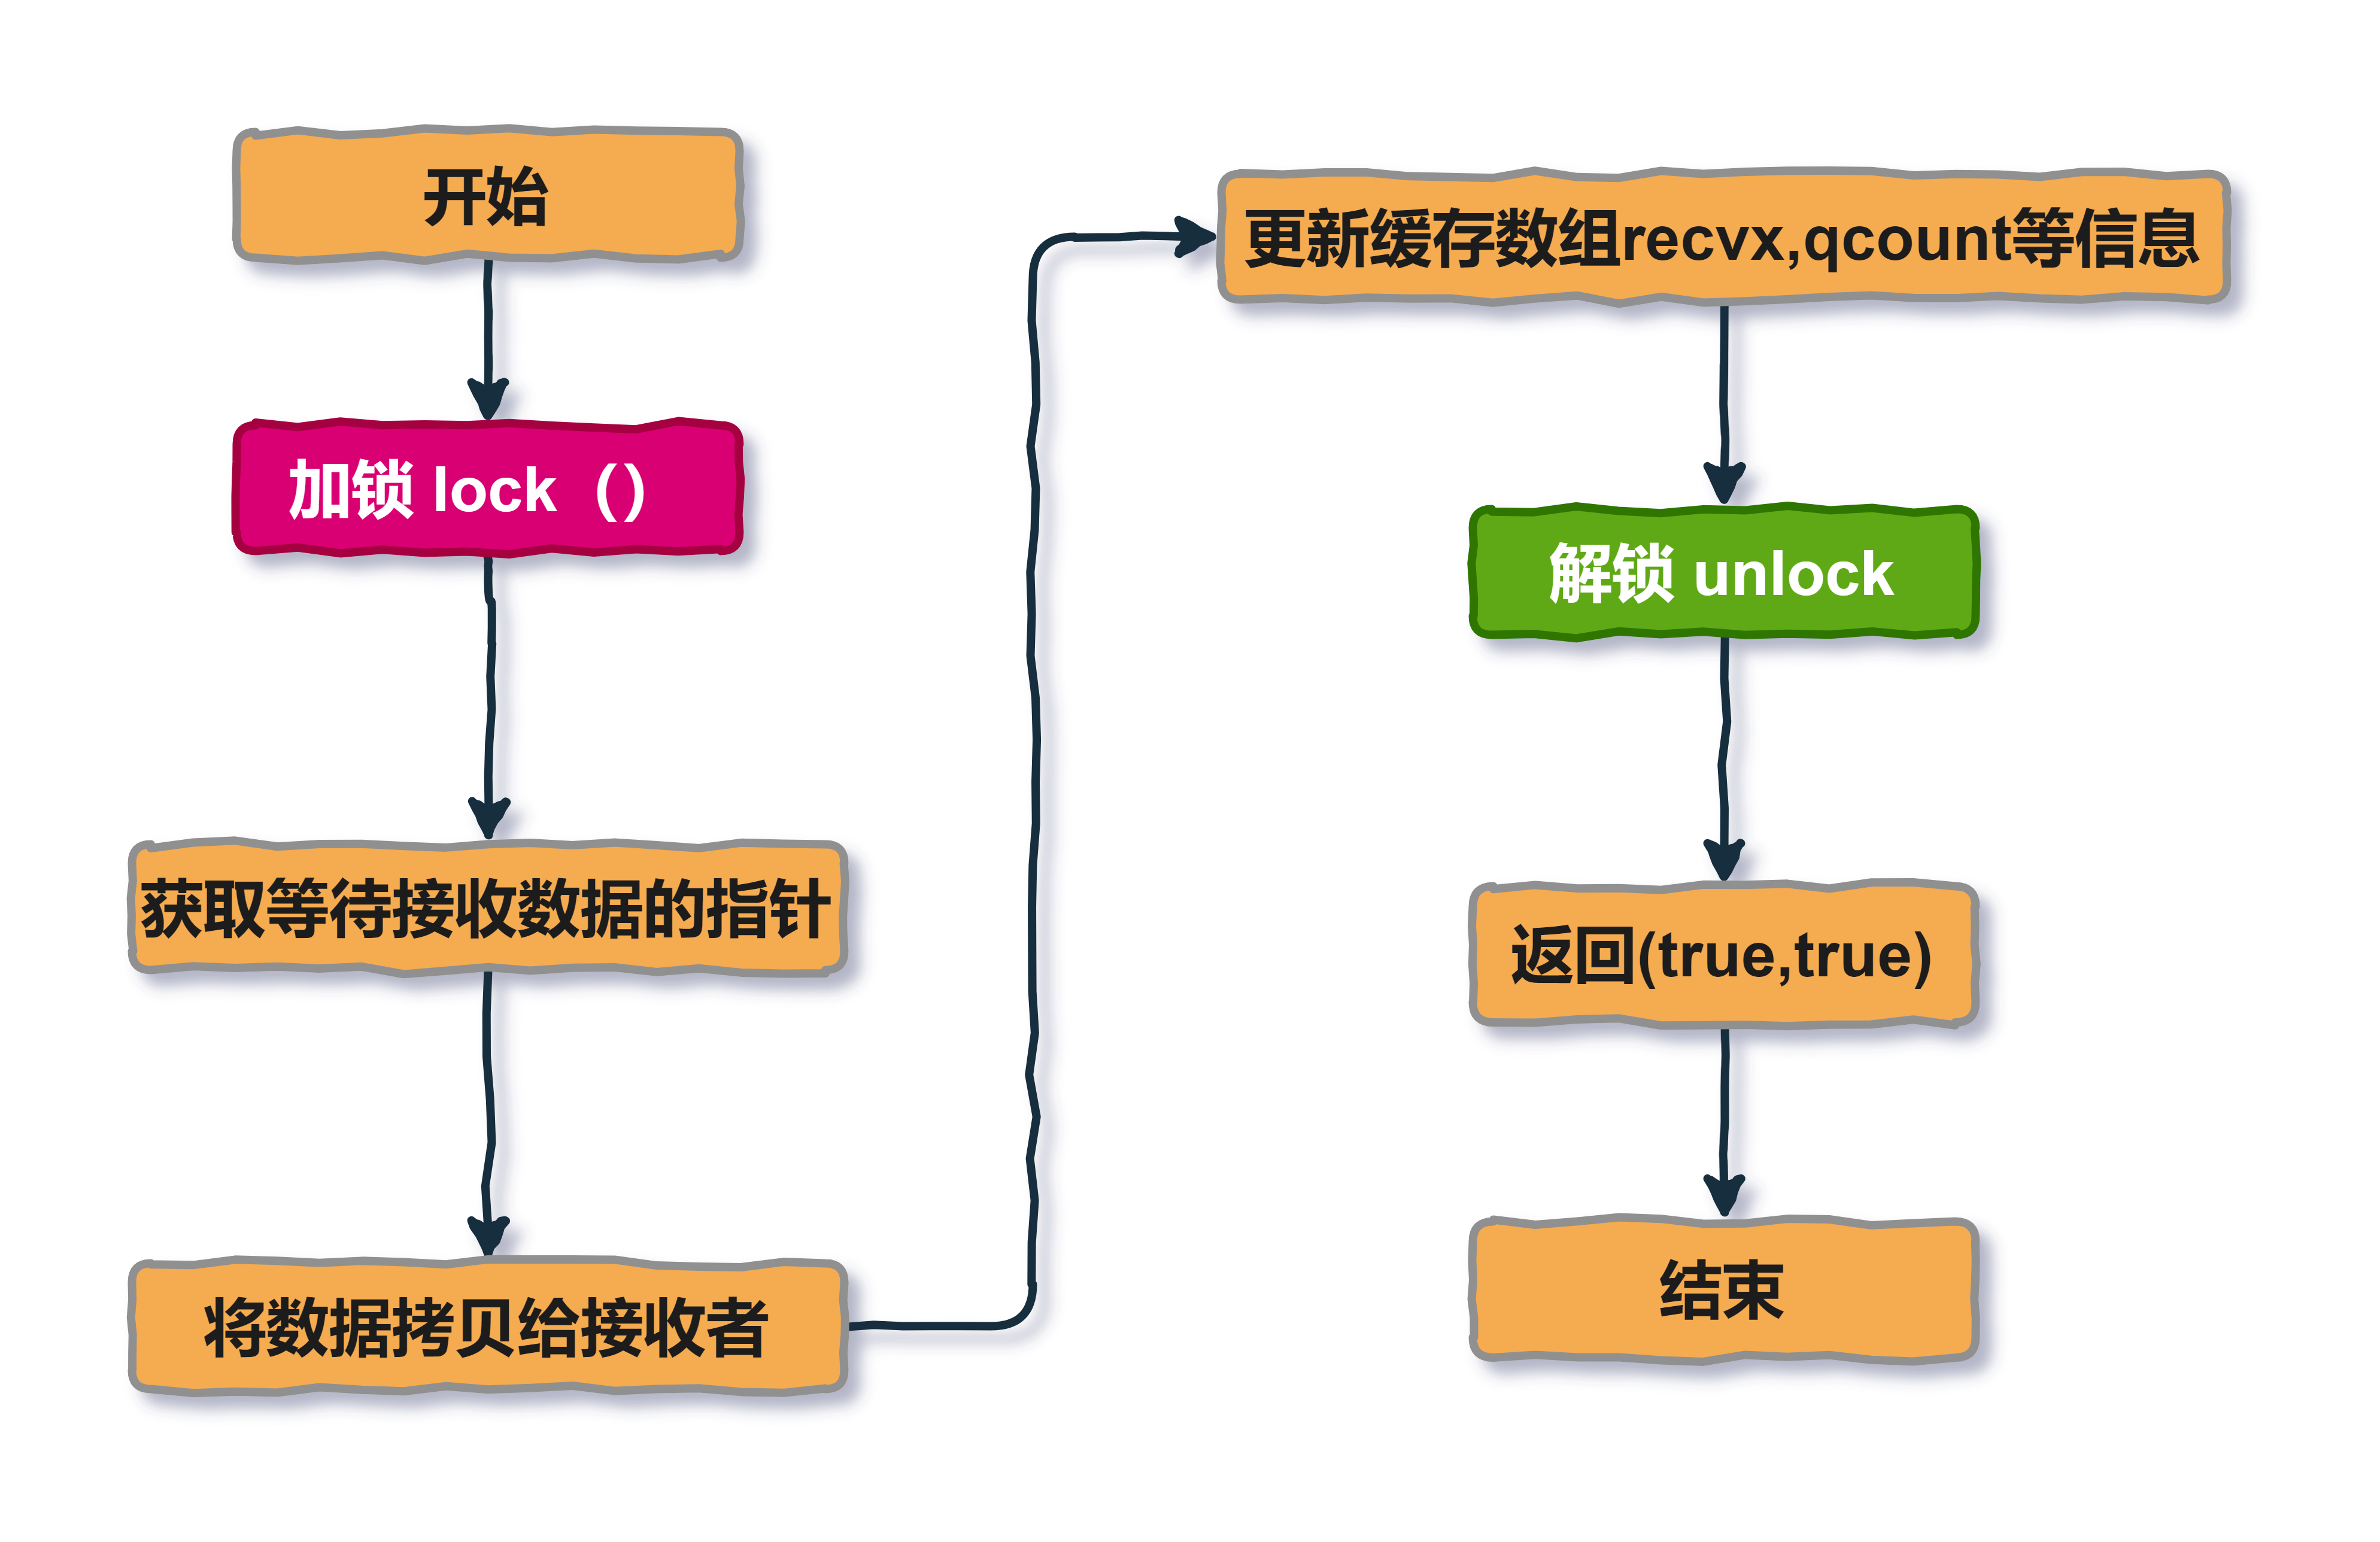 开始
加锁 lock（）
获取等待接收数据的指针
将数据拷贝给接收者
更新缓存数组recvx,qcount等信息
解锁 unlock
返回(true,true)
结束